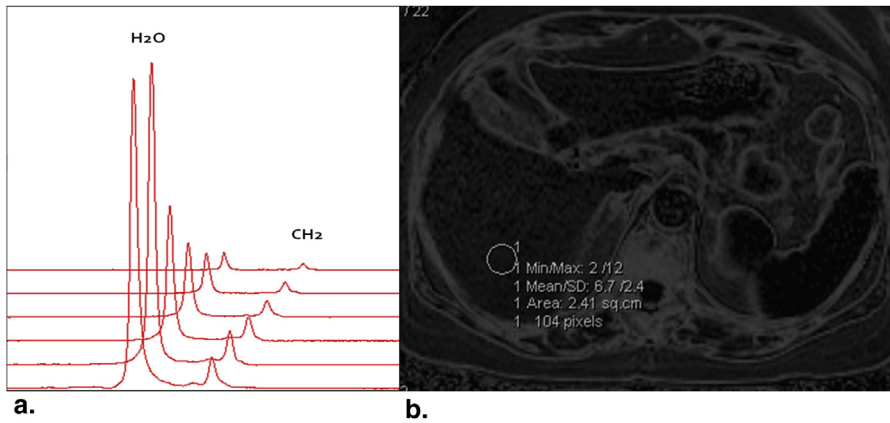 H2O
CH2
/22
1
1 Min/Max: 2 /12
1 Mean/SD: 6.7 /2.4
1 Area: 2.41 sq.cm
1 104 pixels
a.
b.